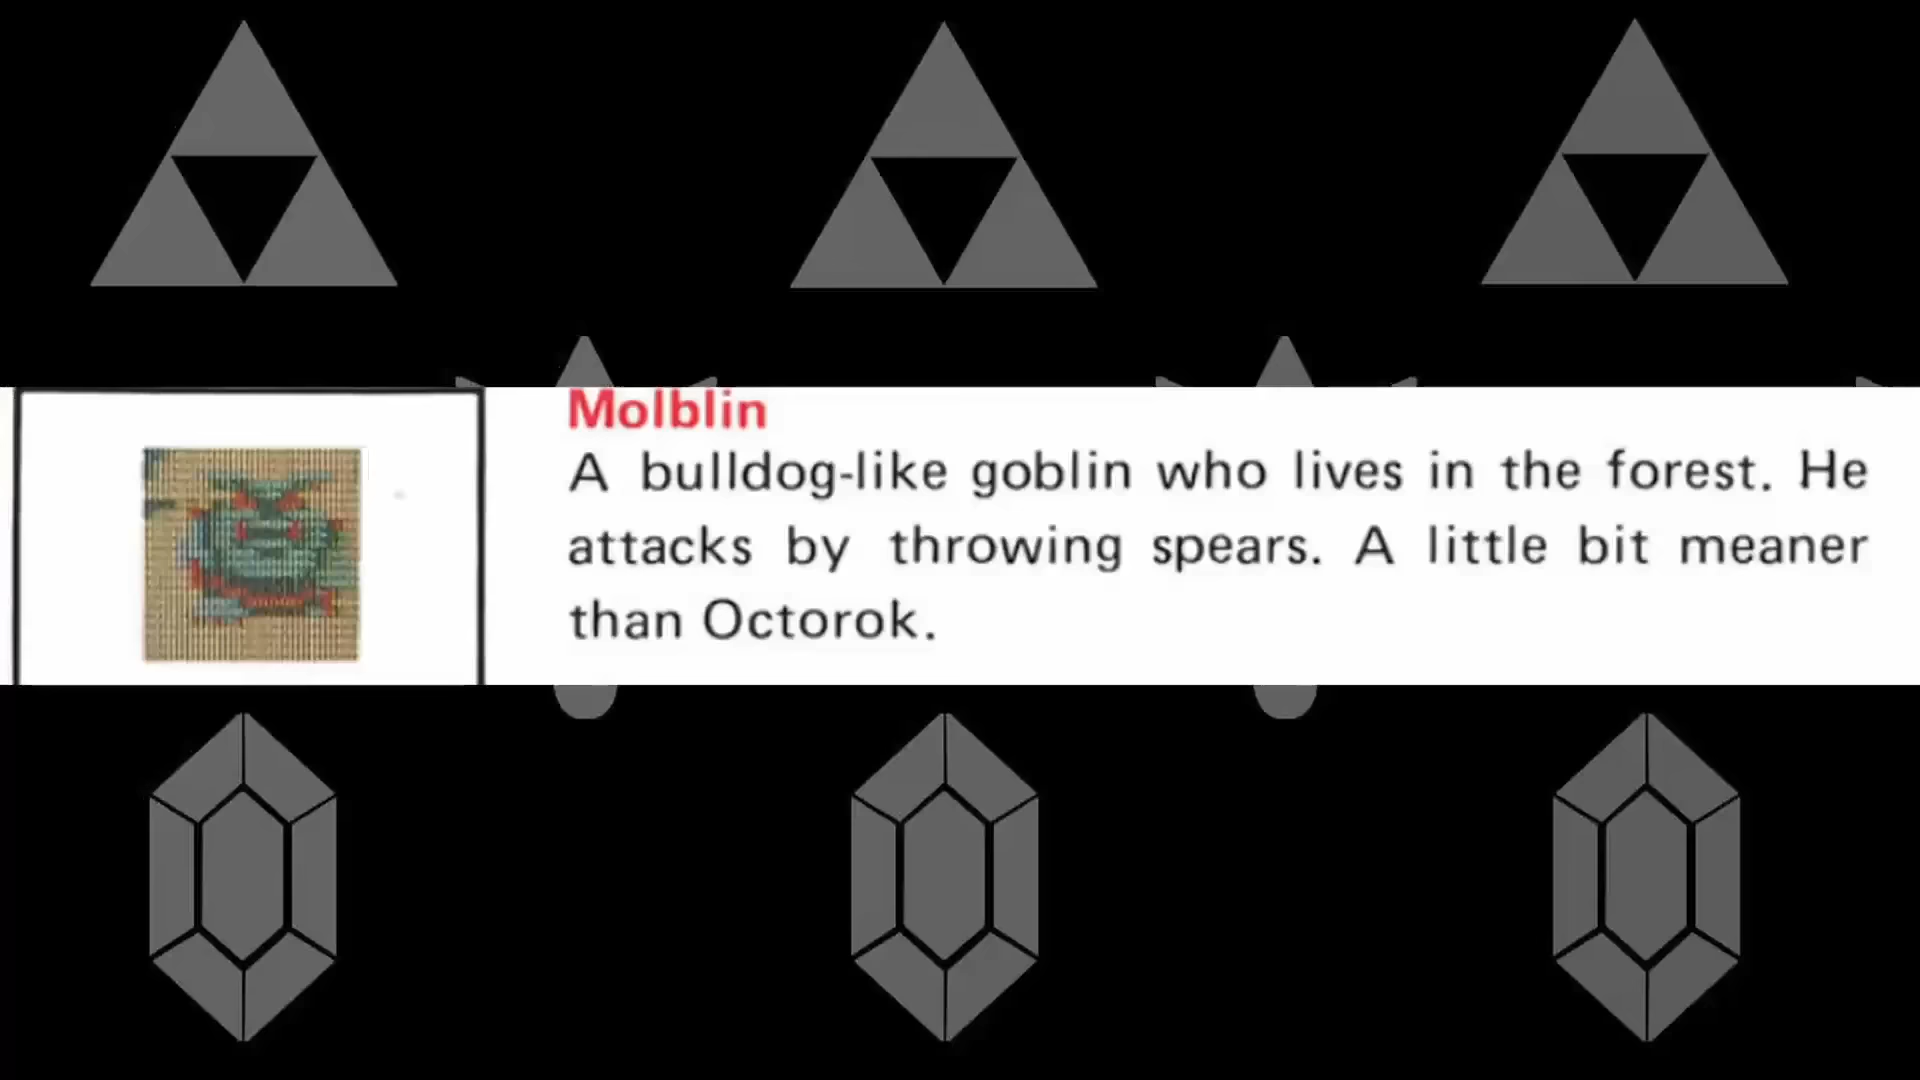 Molblin
A bulldog-like goblin who lives in the forest. He
attacks by throwing spears. A little bit meaner
than Octorok.